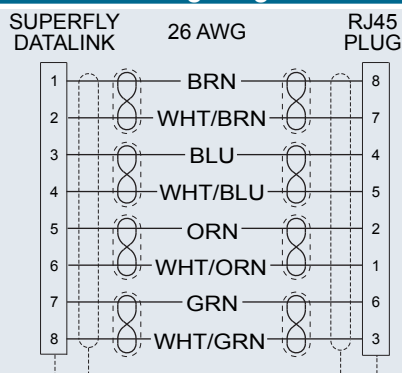 SUPERFLY DATALINK 26 AWG RJ45 PLUG
1 BRN 8
2 WHT/BRN 7
3 BLU 4
4 WHT/BLU 5
5 ORN 2
6 WHT/ORN 1
7 GRN 6
8 WHT/GRN 3